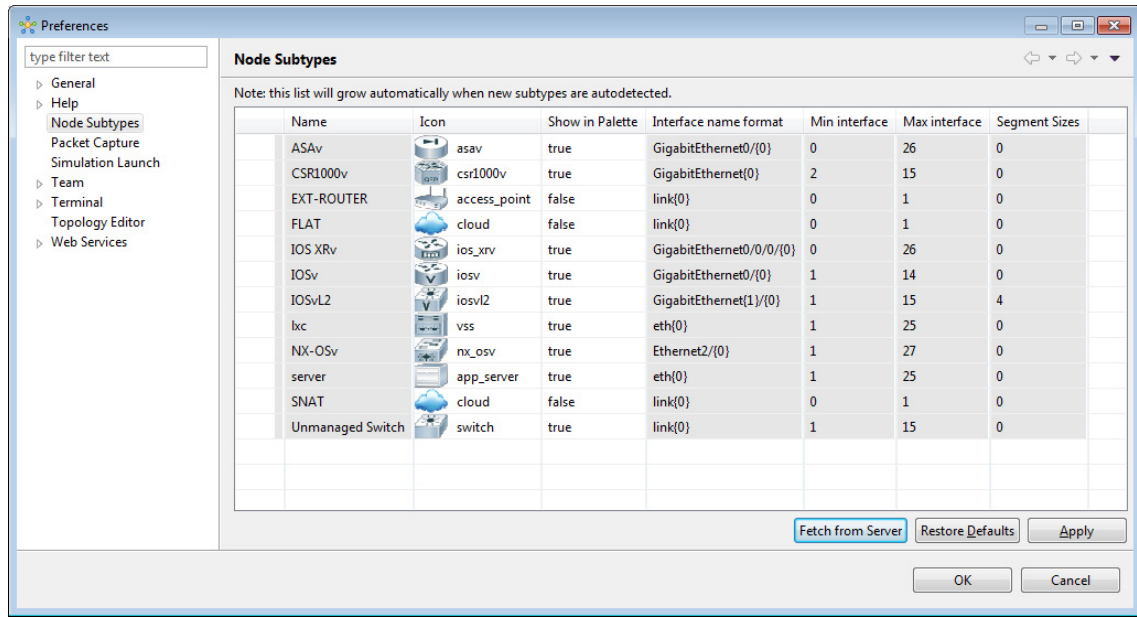 Preferences
type filter text
General
Help
Node Subtypes
Packet Capture
Simulation Launch
Team
Terminal
Topology Editor
Web Services
Node Subtypes
Note: this list will grow automatically when new subtypes are autodetected.
Name Icon Show in Palette Interface name format Min interface Max interface Segment Sizes
ASAv asav true GigabitEthernet0/{0} 0 26 0
CSR1000v csr1000v true GigabitEthernet{0} 2 15 0
EXT-ROUTER access_point false link{0} 0 1 0
FLAT cloud false link{0} 0 1 0
IOS XRv ios_xrv true GigabitEthernet0/0/0/{0} 0 26 0
IOSv iosv true GigabitEthernet0/{0} 1 14 0
IOSvL2 iosvl2 true GigabitEthernet{1}/{0} 1 15 4
lxc vss true eth{0} 1 25 0
NX-OSv nx_osv true Ethernet2/{0} 1 27 0
server app_server true eth{0} 1 25 0
SNAT cloud false link{0} 0 1 0
Unmanaged Switch switch true link{0} 1 15 0
Fetch from Server Restore Defaults Apply
OK Cancel